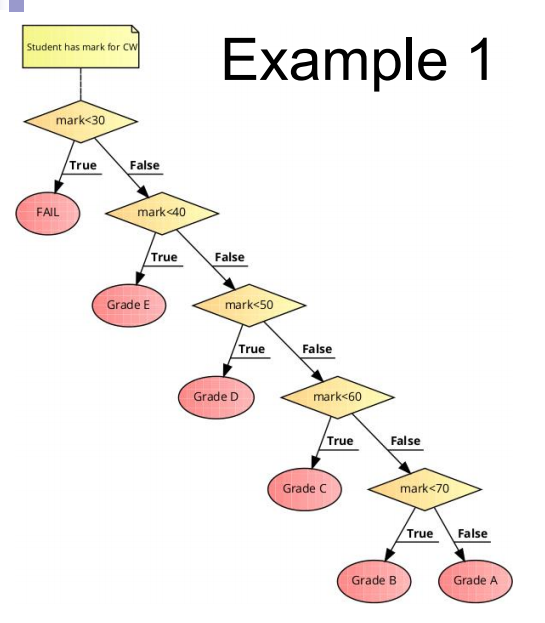 Example 1
Student has mark for CW
mark<30
True
False
FAIL
mark<40
True
False
Grade E
mark<50
True
False
Grade D
mark<60
True
False
Grade C
mark<70
True
False
Grade B
Grade A